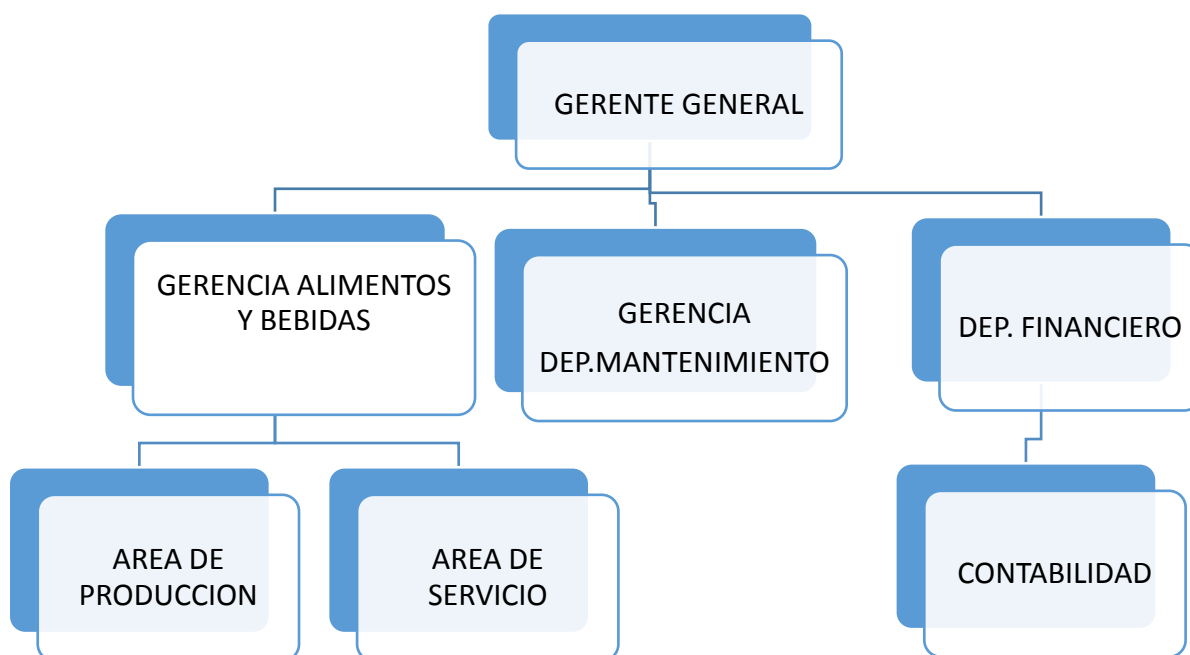 GERENTE GENERAL
GERENCIA ALIMENTOS
Y BEBIDAS
GERENCIA
DEP.MANTENIMIENTO
DEP. FINANCIERO
AREA DE
PRODUCCION
AREA DE
SERVICIO
CONTABILIDAD